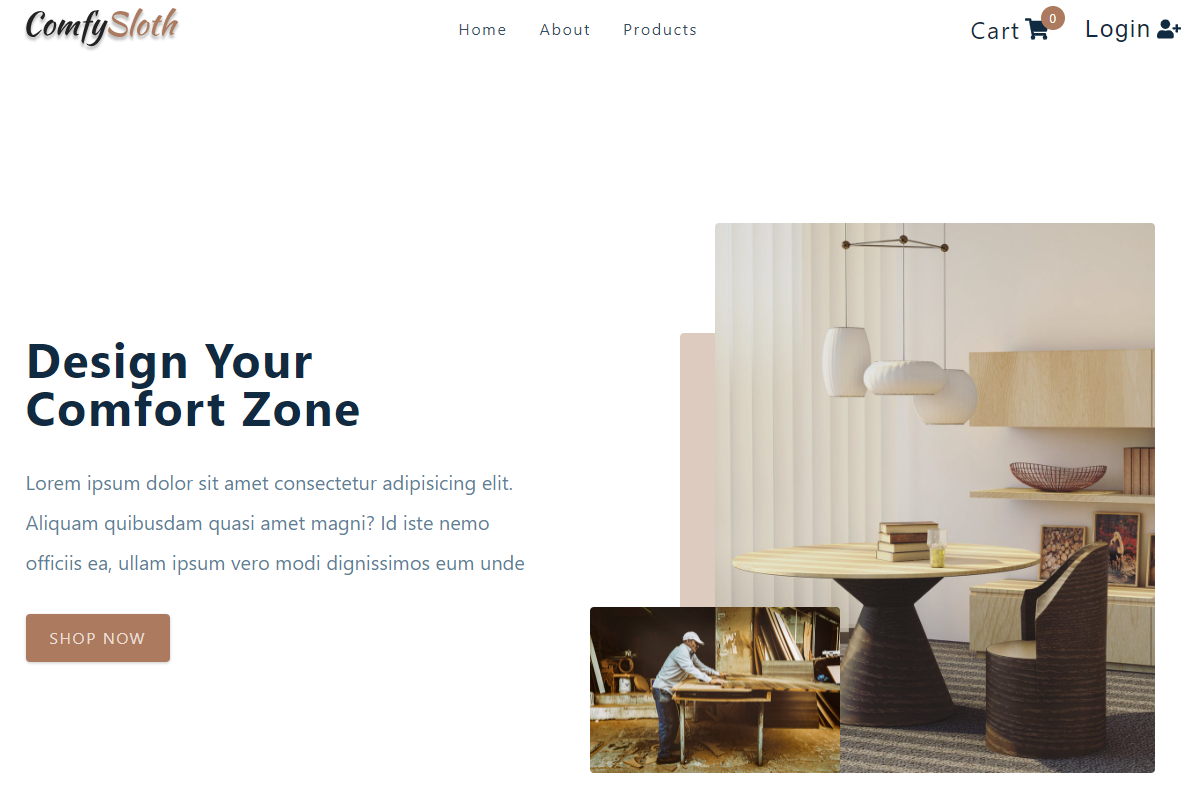 ComfySloth
Home About Products
Cart 0 Login
Design Your
Comfort Zone
Lorem ipsum dolor sit amet consectetur adipisicing elit.
Aliquam quibusdam quasi amet magni? Id iste nemo
officiis ea, ullam ipsum vero modi dignissimos eum unde
SHOP NOW